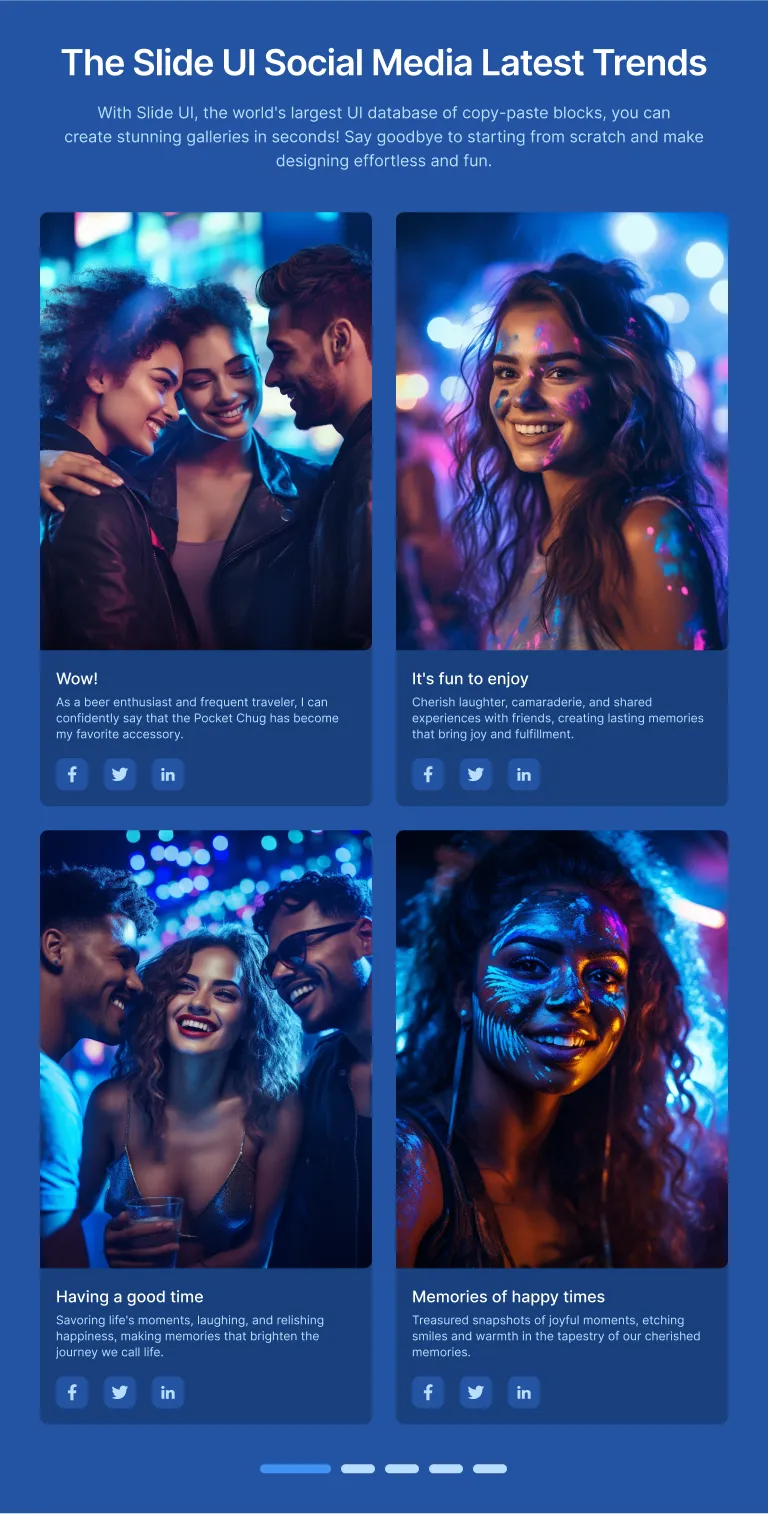 The Slide UI Social Media Latest Trends
With Slide UI, the world's largest UI database of copy-paste blocks, you can
create stunning galleries in seconds! Say goodbye to starting from scratch and make
designing effortless and fun.
Wow!
As a beer enthusiast and frequent traveler, I can
confidently say that the Pocket Chug has become
my favorite accessory.
It's fun to enjoy
Cherish laughter, camaraderie, and shared
experiences with friends, creating lasting memories
that bring joy and fulfillment.
Having a good time
Savoring life's moments, laughing, and relishing
happiness, making memories that brighten the
journey we call life.
Memories of happy times
Treasured snapshots of joyful moments, etching
smiles and warmth in the tapestry of our cherished
memories.